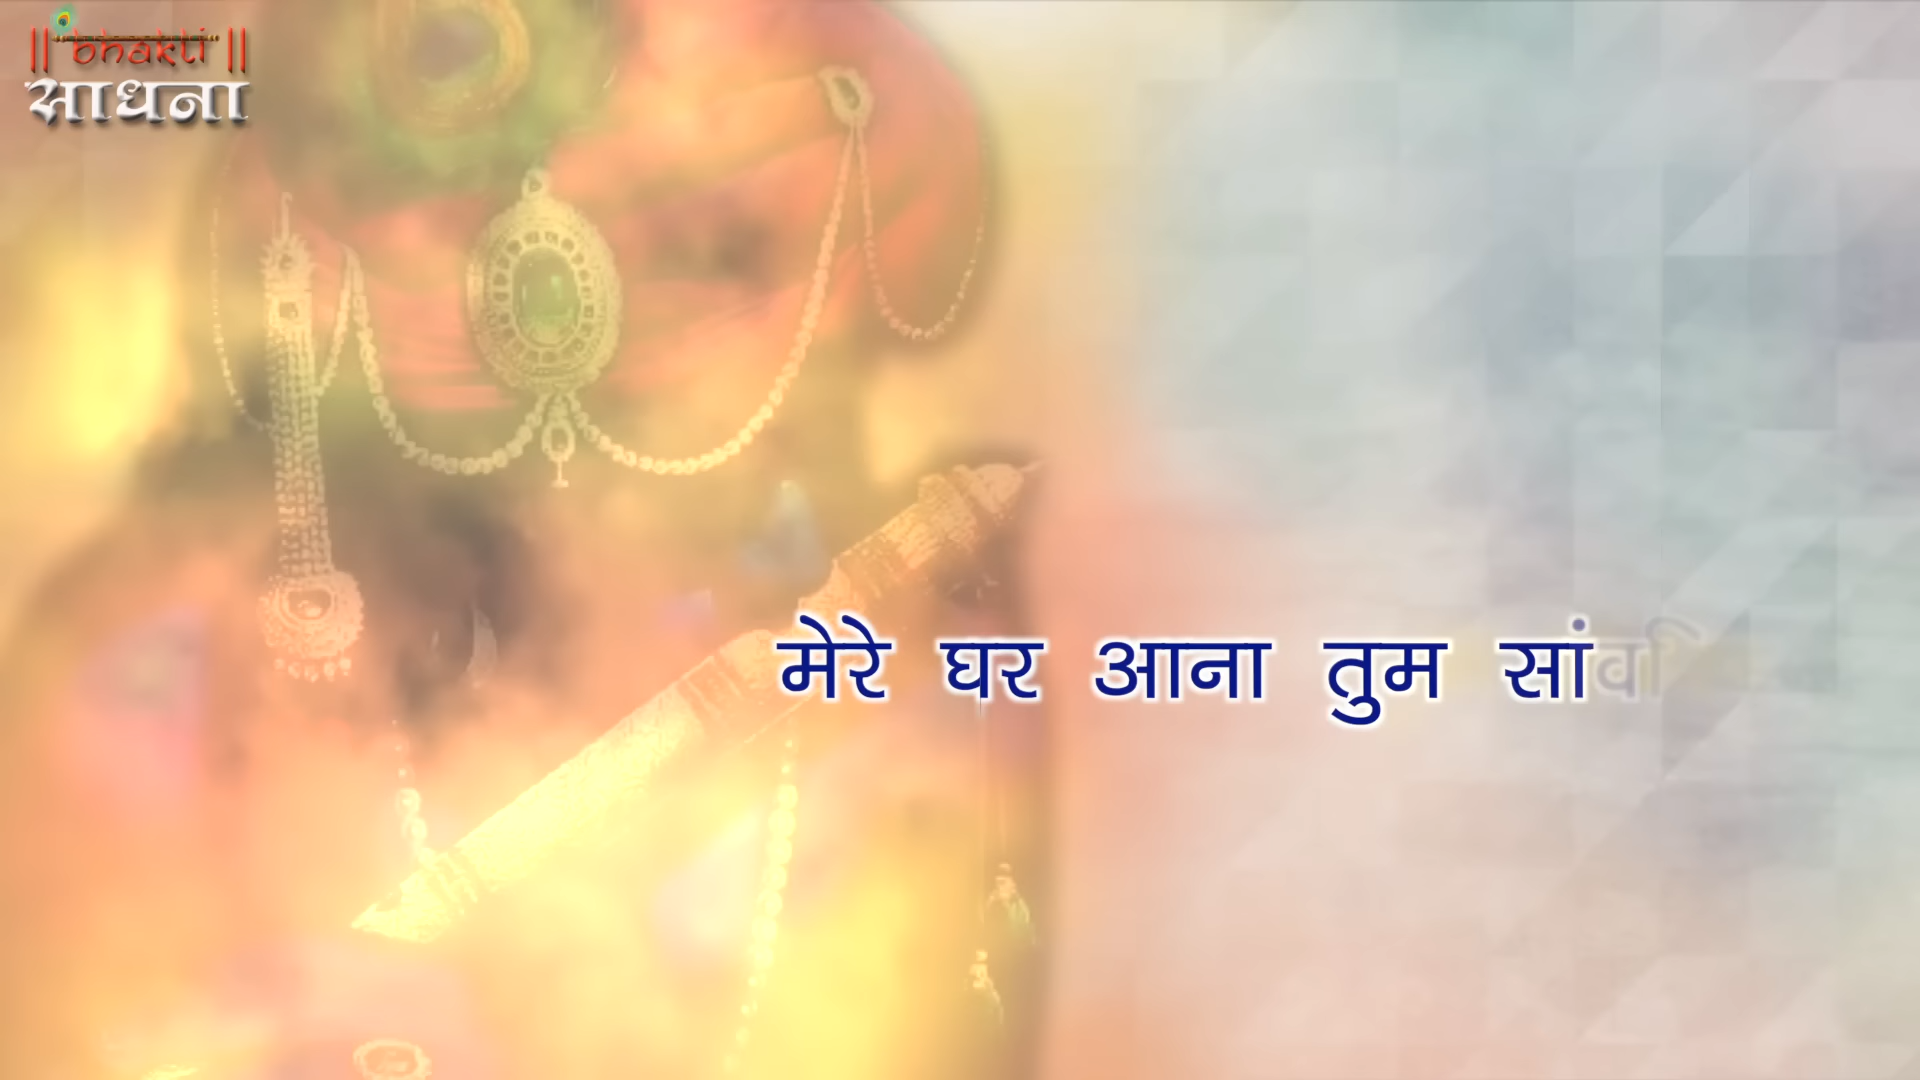 || bhakti ||
साधना
मेरे घर आना तुम